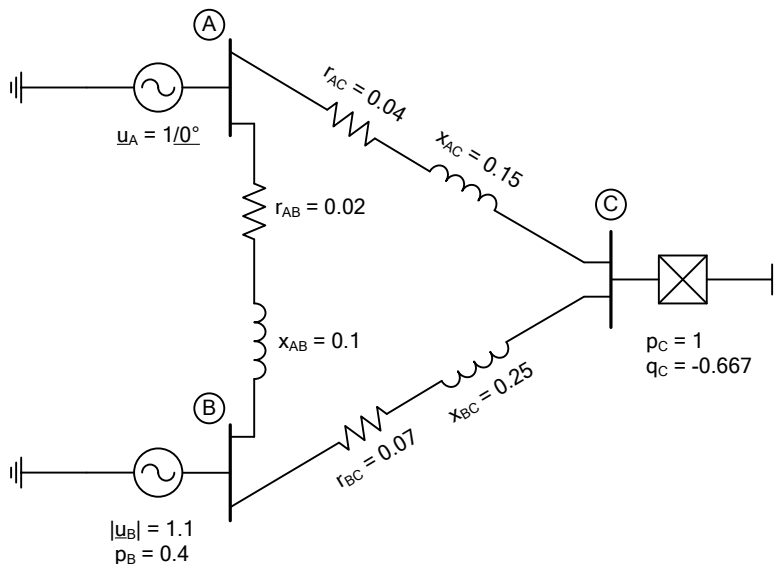 A
u_A = 1/0°
r_AC = 0.04
x_AC = 0.15
r_AB = 0.02
C
x_AB = 0.1
p_C = 1
q_C = -0.667
B
x_BC = 0.25
r_BC = 0.07
|u_B| = 1.1
p_B = 0.4